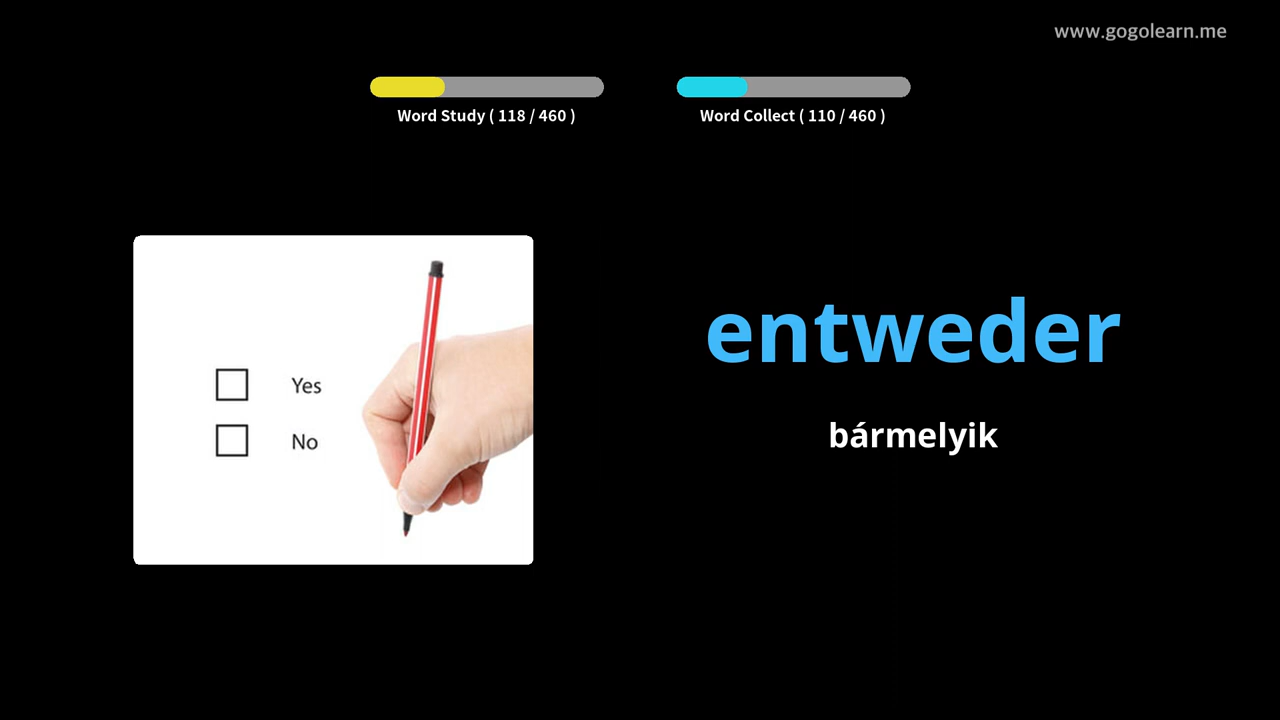 www.gogolearn.me
Word Study ( 118 / 460 )
Word Collect ( 110 / 460 )
Yes
No
entweder
bármelyik